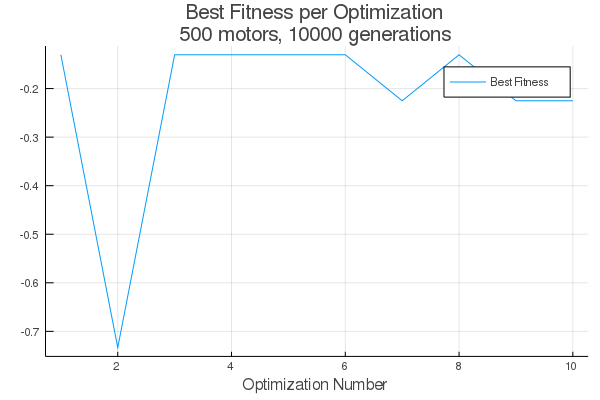 Best Fitness per Optimization
500 motors, 10000 generations
Best Fitness
-0.2
-0.3
-0.4
-0.5
-0.6
-0.7
2 4 6 8 10
Optimization Number